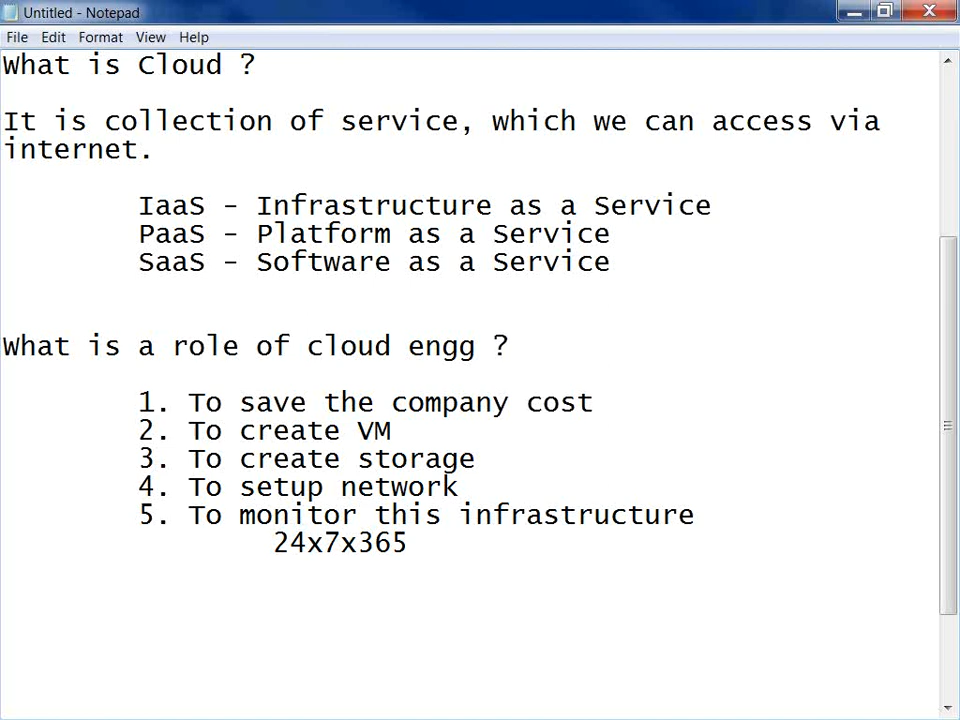 Untitled - Notepad
File Edit Format View Help
What is Cloud ?
It is collection of service, which we can access via
internet.
IaaS - Infrastructure as a Service
PaaS - Platform as a Service
SaaS - Software as a Service
What is a role of cloud engg ?
1. To save the company cost
2. To create VM
3. To create storage
4. To setup network
5. To monitor this infrastructure
24x7x365